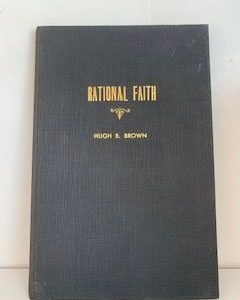 RATIONAL FAITH
HUGH B. BROWN